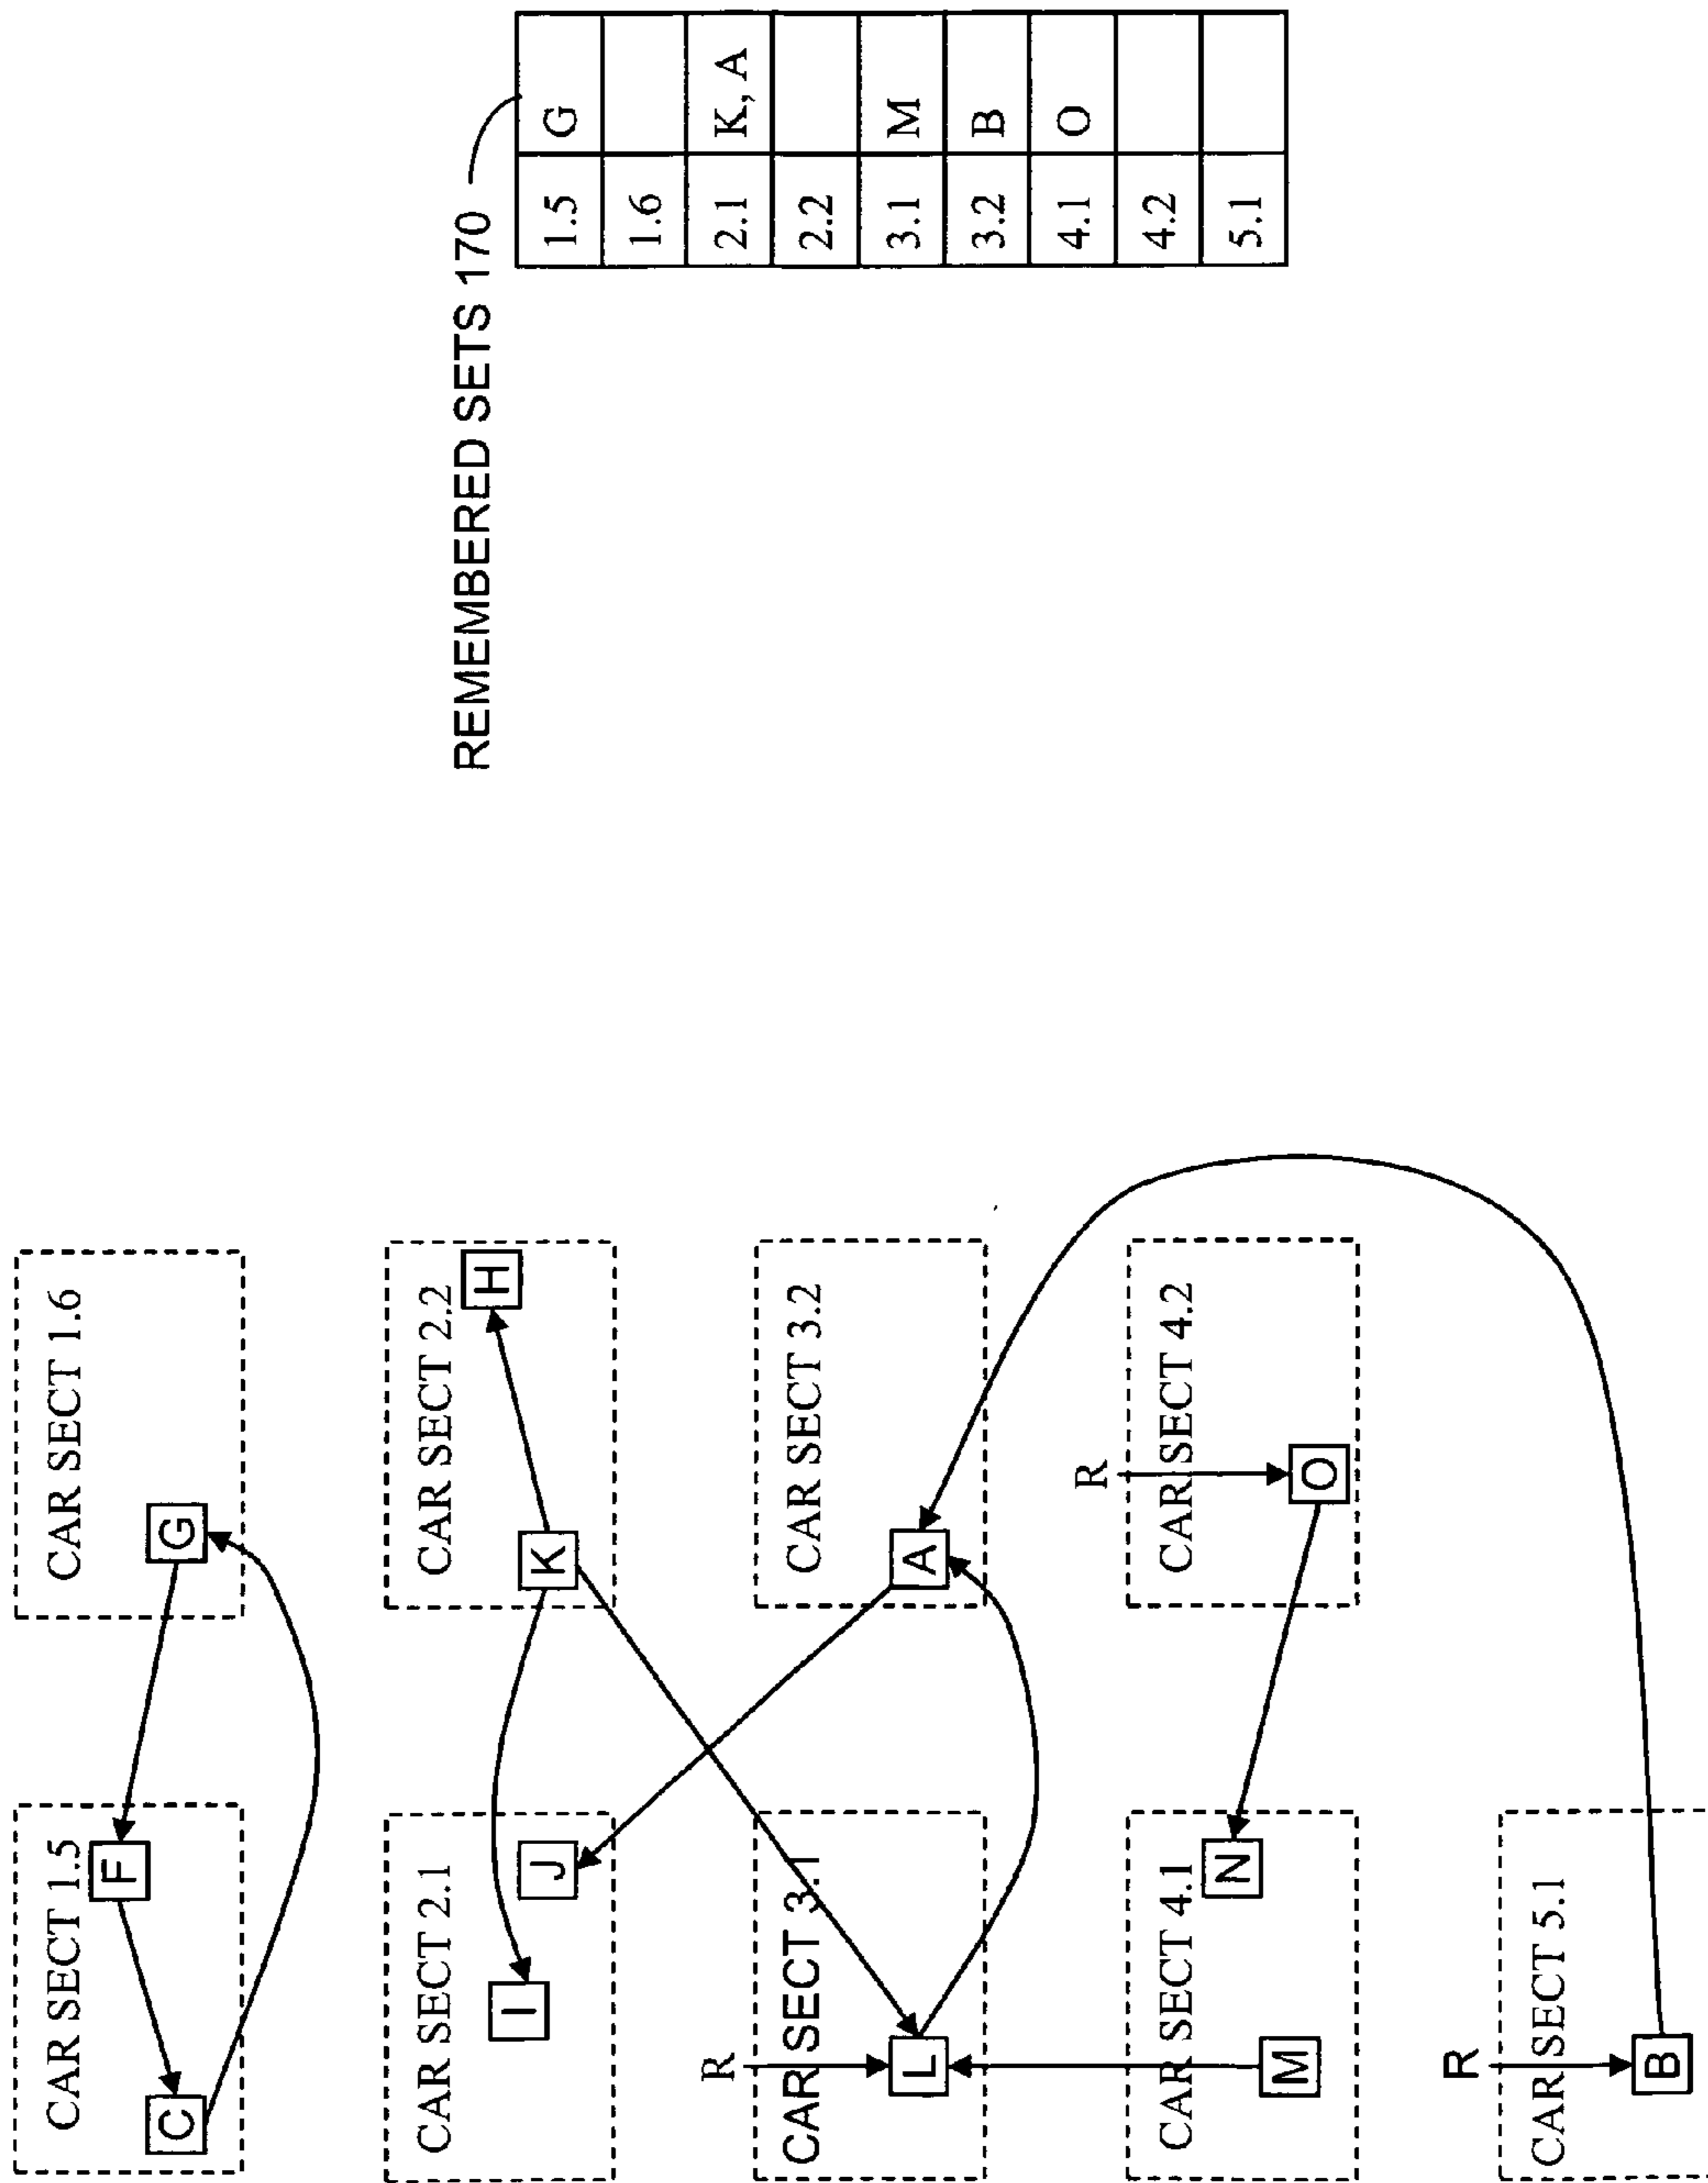 CAR SECT 1.5
CAR SECT 1.6
C
F
G
CAR SECT 2.1
CAR SECT 2.2
I
J
K
H
R
CAR SECT 3.1
CAR SECT 3.2
L
A
R
CAR SECT 4.1
CAR SECT 4.2
M
N
O
R
CAR SECT 5.1
B
REMEMBERED SETS 170
1.5 G
1.6
2.1 K, A
2.2
3.1 M
3.2 B
4.1 O
4.2
5.1